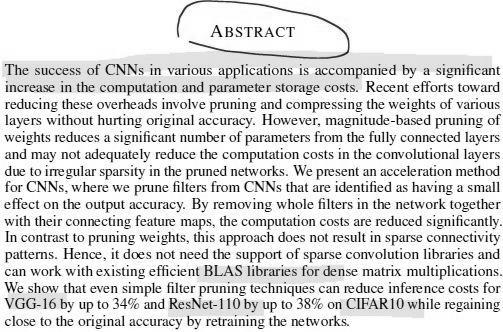 ABSTRACT
The success of CNNs in various applications is accompanied by a significant
increase in the computation and parameter storage costs. Recent efforts toward
reducing these overheads involve pruning and compressing the weights of various
layers without hurting original accuracy. However, magnitude-based pruning of
weights reduces a significant number of parameters from the fully connected layers
and may not adequately reduce the computation costs in the convolutional layers
due to irregular sparsity in the pruned networks. We present an acceleration method
for CNNs, where we prune filters from CNNs that are identified as having a small
effect on the output accuracy. By removing whole filters in the network together
with their connecting feature maps, the computation costs are reduced significantly.
In contrast to pruning weights, this approach does not result in sparse connectivity
patterns. Hence, it does not need the support of sparse convolution libraries and
can work with existing efficient BLAS libraries for dense matrix multiplications.
We show that even simple filter pruning techniques can reduce inference costs for
VGG-16 by up to 34% and ResNet-110 by up to 38% on CIFAR10 while regaining
close to the original accuracy by retraining the networks.